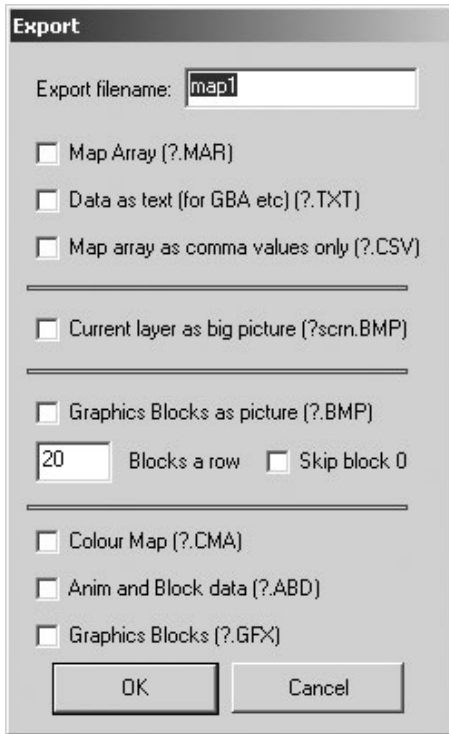 Export
Export filename: map1
Map Array (?.MAR)
Data as text (for GBA etc) (?.TXT)
Map array as comma values only (?.CSV)
Current layer as big picture (?scrn.BMP)
Graphics Blocks as picture (?.BMP)
20 Blocks a row Skip block 0
Colour Map (?.CMA)
Anim and Block data (?.ABD)
Graphics Blocks (?.GFX)
OK Cancel